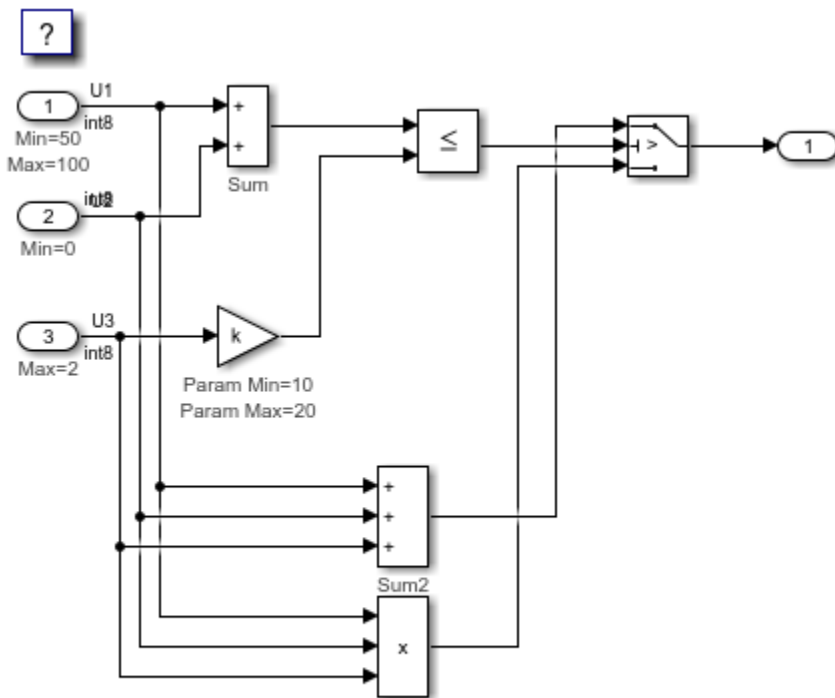 ?
U1
1
int8
Min=50
Max=100
+
+
Sum
≤
>
1
U2
2
Min=0
U3
3
int8
Max=2
k
Param Min=10
Param Max=20
+
+
+
Sum2
x